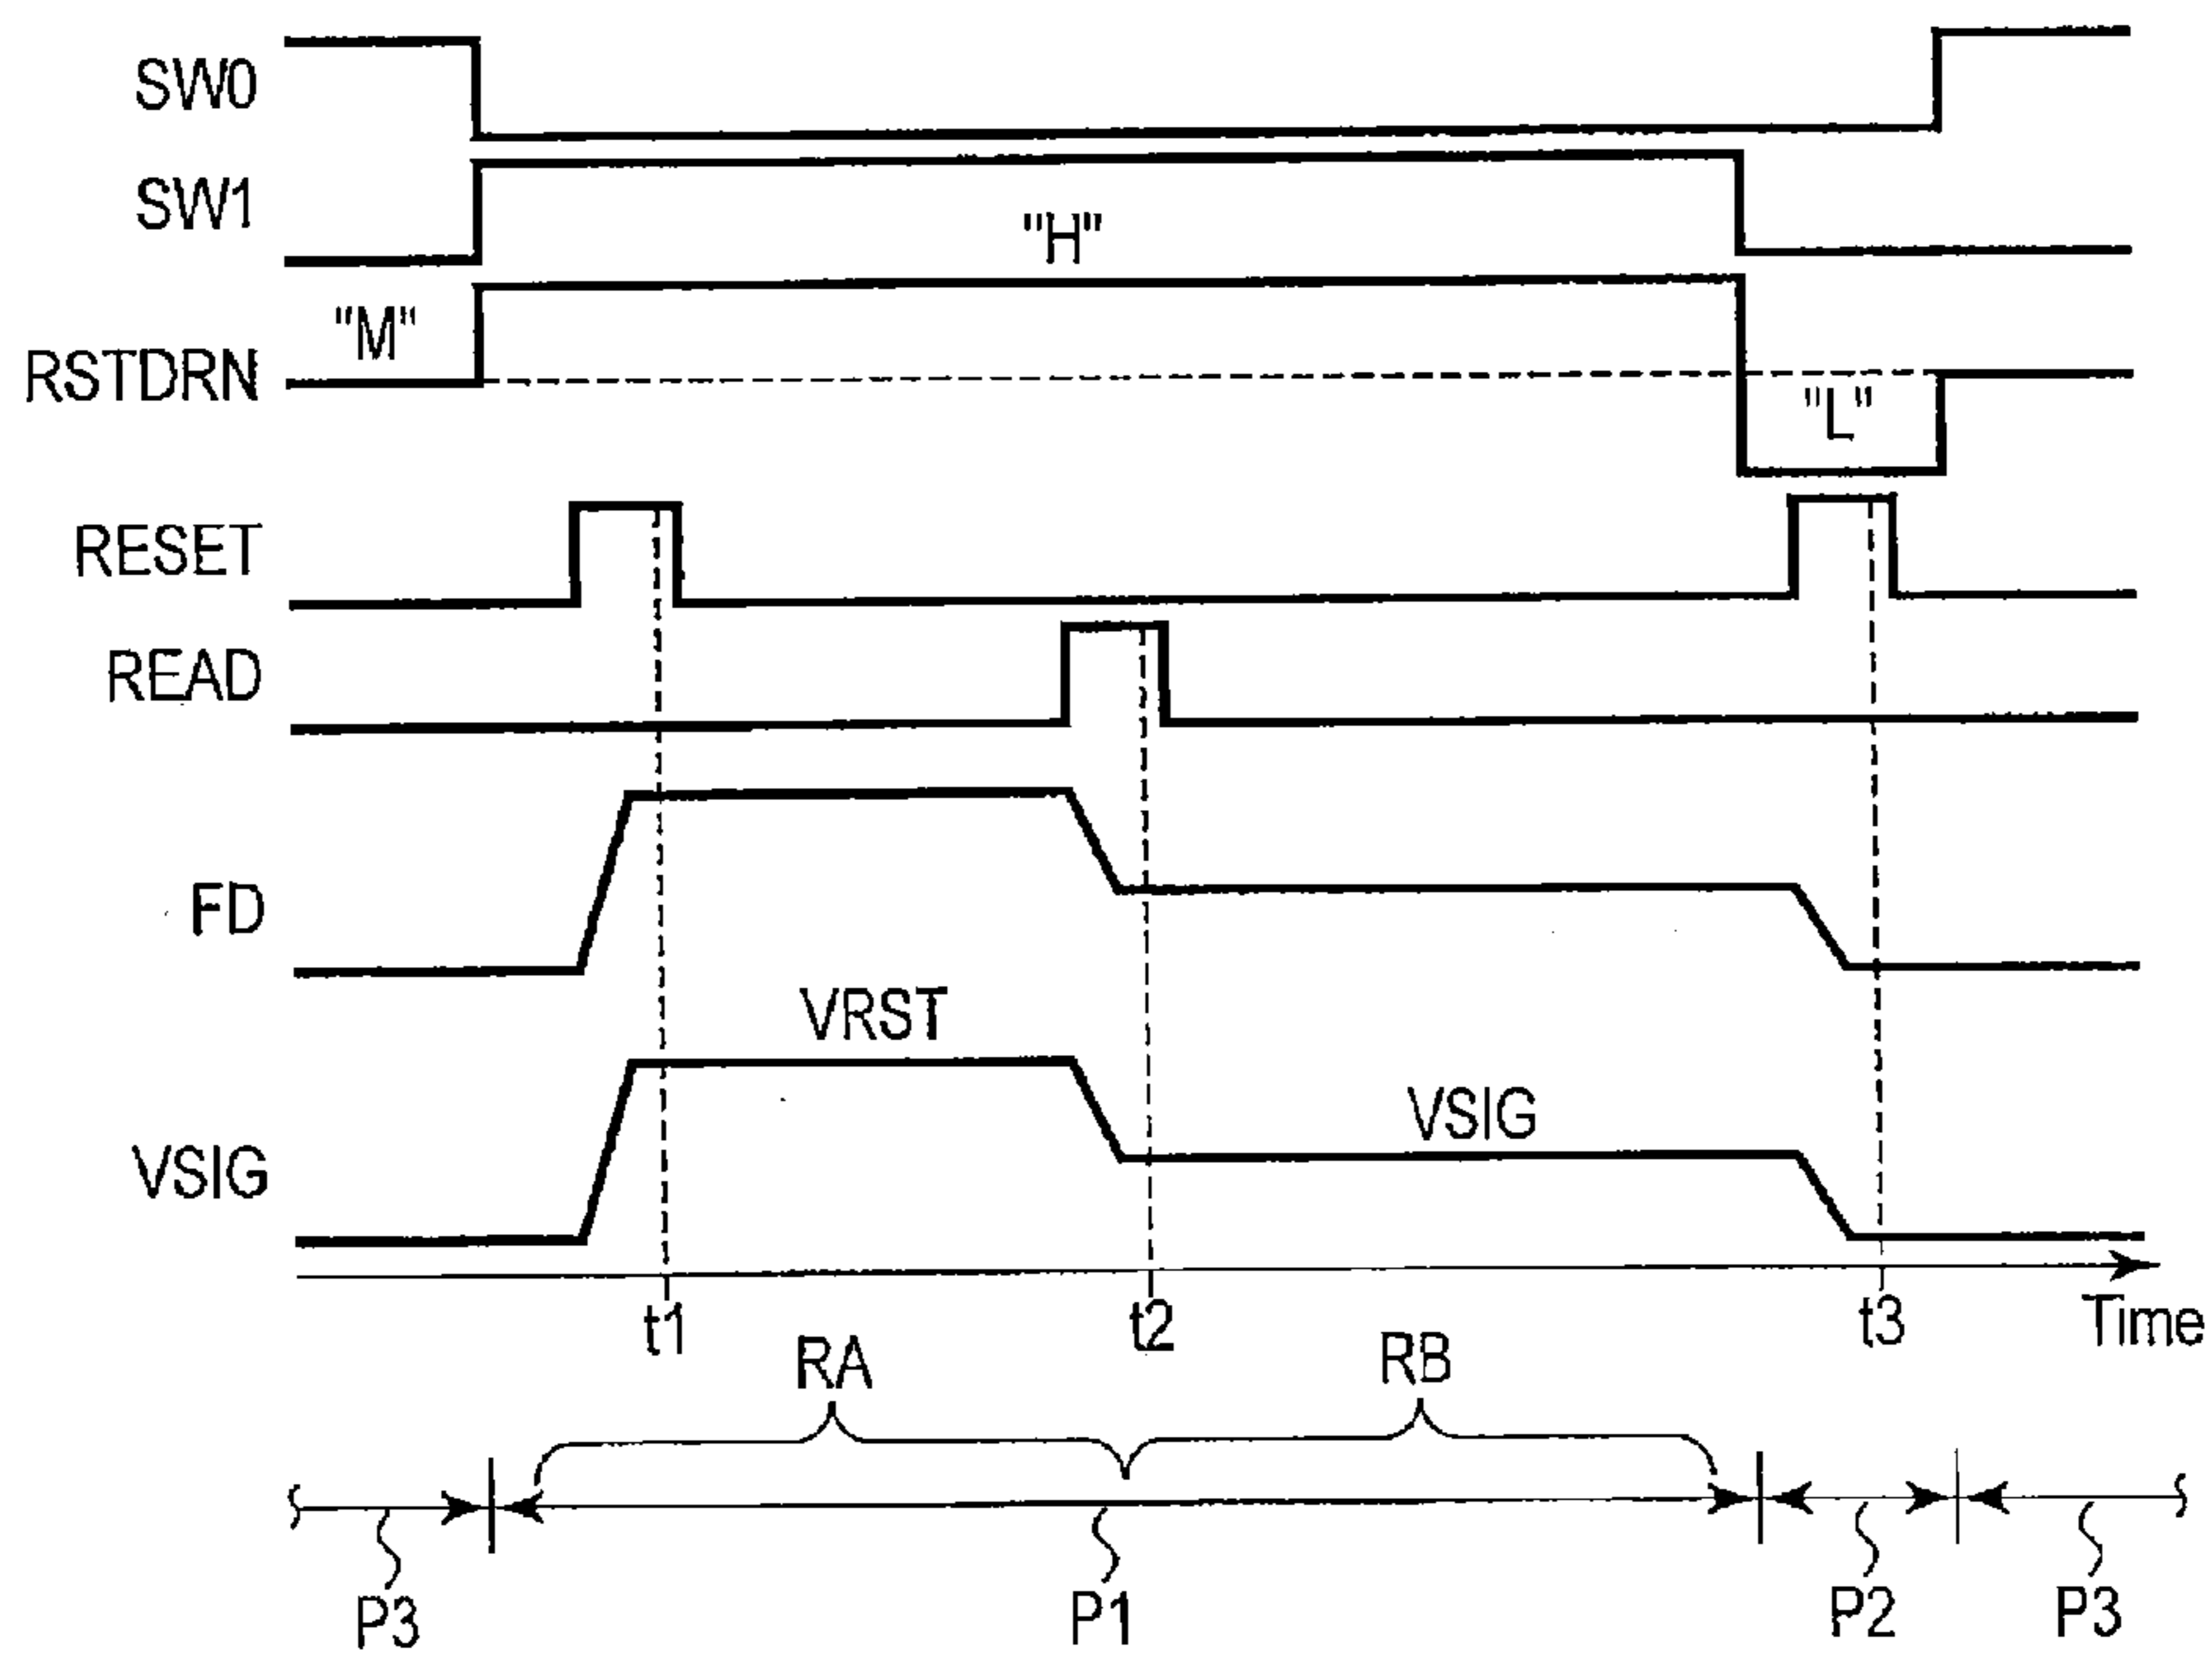 SW0
SW1
"H"
"M"
RSTDRN
"L"
RESET
READ
FD
VRST
VSIG
VSIG
t1
t2
t3
Time
RA
RB
P3
P1
P2
P3